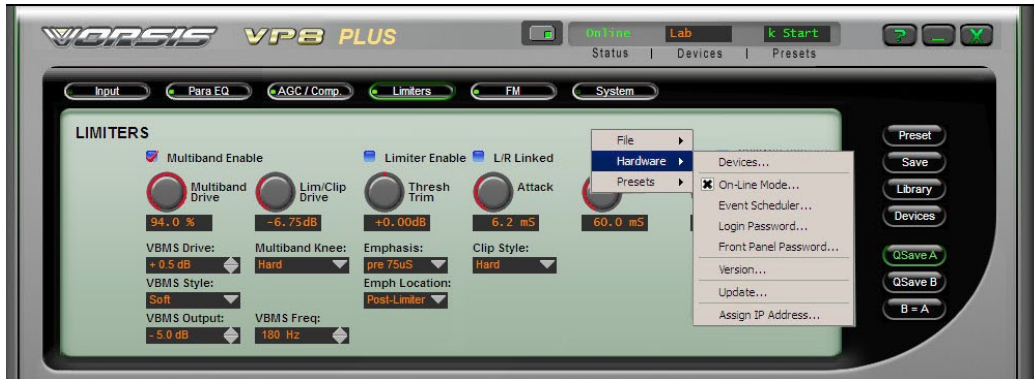 VORSIS VP8 PLUS
Online Lab k Start
Status | Devices | Presets
? _ X
Input Para EQ AGC / Comp. Limiters FM System
LIMITERS
Multiband Enable
Limiter Enable
L/R Linked
Multiband Drive
Lim/Clip Drive
Thresh Trim
Attack
94.0 %
-6.75dB
+0.00dB
6.2 mS
60.0 mS
VBMS Drive:
+ 0.5 dB
Multiband Knee:
Hard
Emphasis:
pre 75uS
Clip Style:
Hard
VBMS Style:
Soft
Emph Location:
Post-Limiter
VBMS Output:
- 5.0 dB
VBMS Freq:
180 Hz
File
Hardware
Presets
Devices...
On-Line Mode...
Event Scheduler...
Login Password...
Front Panel Password...
Version...
Update...
Assign IP Address...
Preset
Save
Library
Devices
QSave A
QSave B
B = A